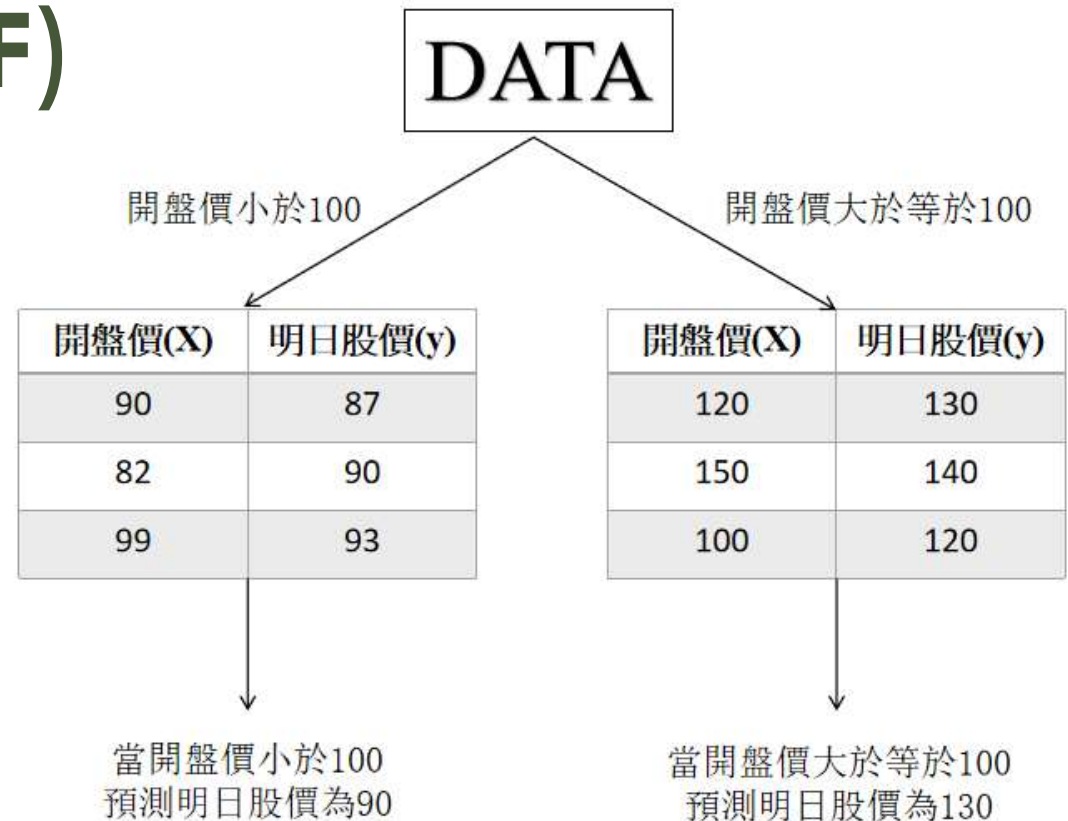 F)
DATA
開盤價小於100
開盤價大於等於100
開盤價(X) 明日股價(y)
90 87
82 90
99 93
開盤價(X) 明日股價(y)
120 130
150 140
100 120
當開盤價小於100
預測明日股價為90
當開盤價大於等於100
預測明日股價為130